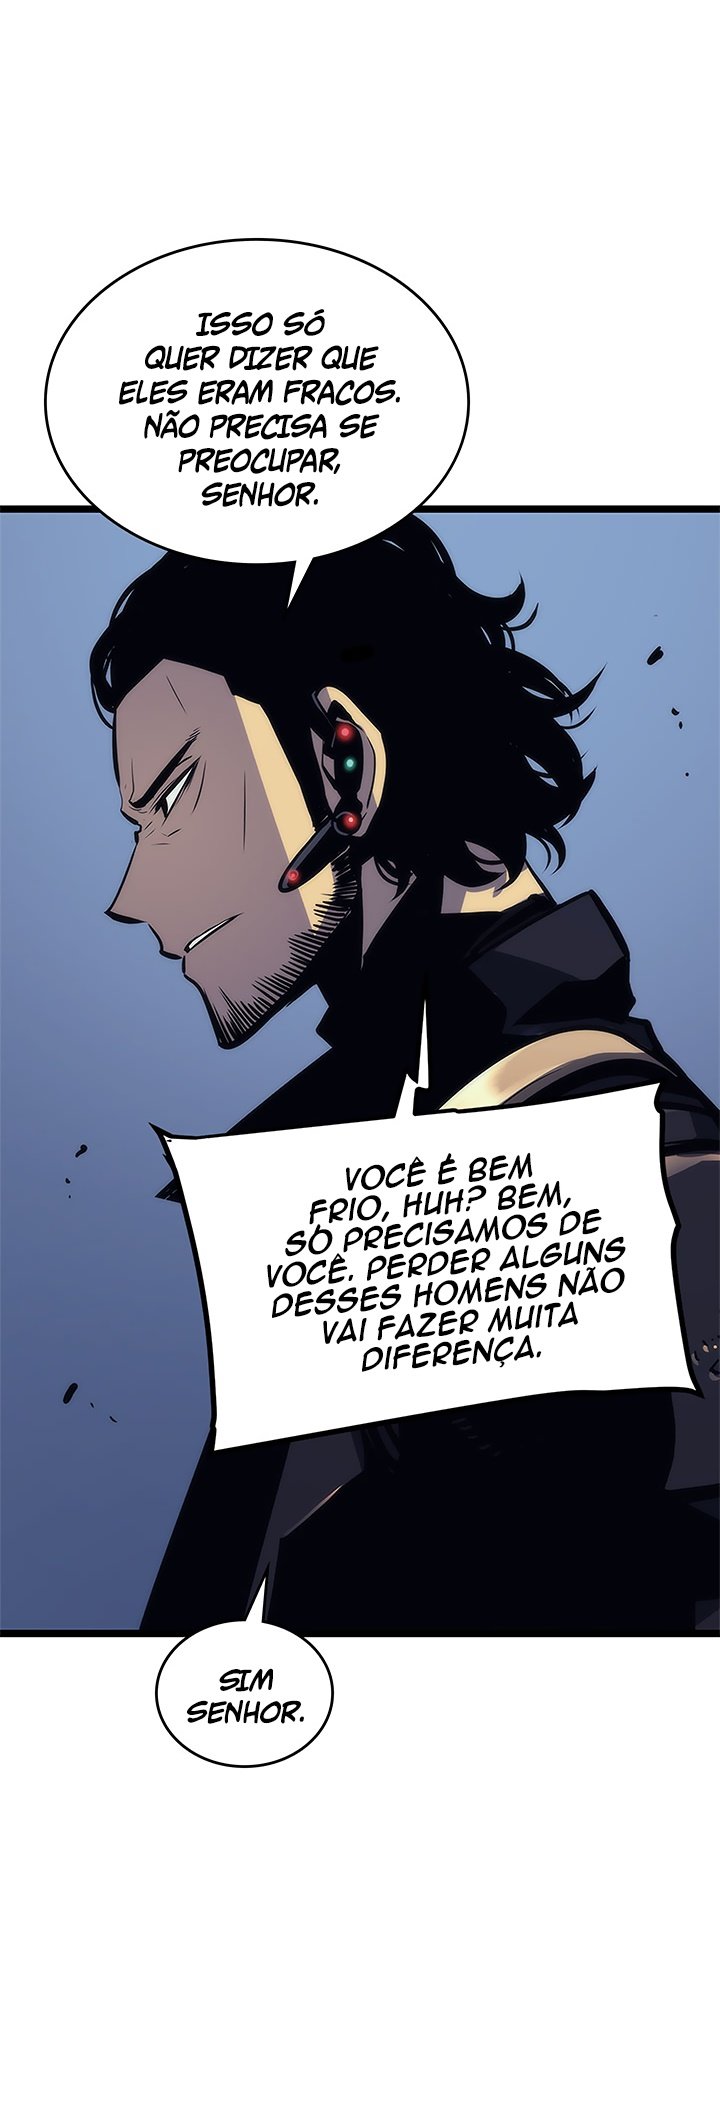 ISSO SÓ
QUER DIZER QUE
ELES ERAM FRACOS.
NÃO PRECISA SE
PREOCUPAR,
SENHOR.
VOCÊ É BEM
FRIO, HUH? BEM,
SÓ PRECISAMOS DE
VOCÊ. PERDER ALGUNS
DESSES HOMENS NÃO
VAI FAZER MUITA
DIFERENÇA.
SIM
SENHOR.